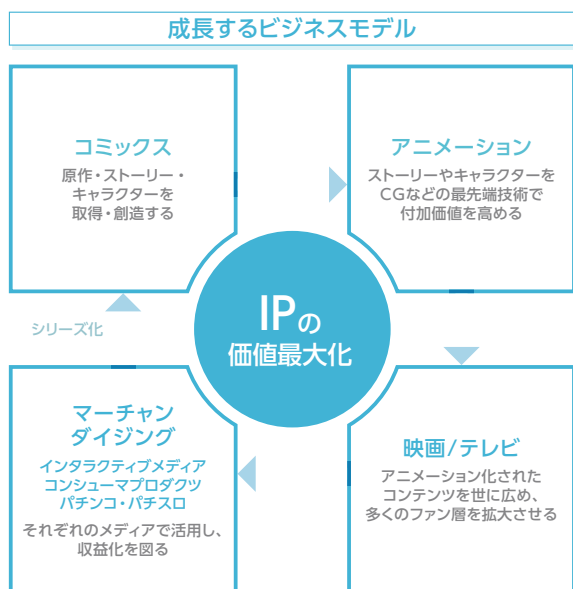 成長するビジネスモデル
コミックス
原作・ストーリー・
キャラクターを
取得・創造する
アニメーション
ストーリーやキャラクターを
CGなどの最先端技術で
付加価値を高める
IPの
価値最大化
シリーズ化
マーチャン
ダイジング
インタラクティブメディア
コンシューマプロダクツ
パチンコ・パチスロ
それぞれのメディアで活用し、
収益化を図る
映画/テレビ
アニメーション化された
コンテンツを世に広め、
多くのファン層を拡大させる